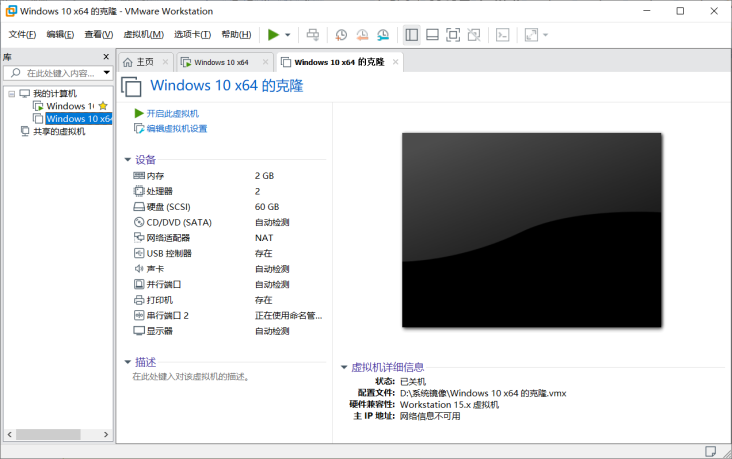 Windows 10 x64 的克隆 - VMware Workstation
文件(F) 编辑(E) 查看(V) 虚拟机(M) 选项卡(T) 帮助(H)
库
在此处键入内容...
我的计算机
Windows 1(
Windows 10 x64
共享的虚拟机
主页 Windows 10 x64 Windows 10 x64 的克隆
Windows 10 x64 的克隆
开启此虚拟机
编辑虚拟机设置
设备
内存 2 GB
处理器 2
硬盘 (SCSI) 60 GB
CD/DVD (SATA) 自动检测
网络适配器 NAT
USB 控制器 存在
声卡 自动检测
并行端口 自动检测
打印机 存在
串行端口 2 正在使用命名管...
显示器 自动检测
描述
在此处键入对该虚拟机的描述。
虚拟机详细信息
状态: 已关机
配置文件: D:\系统镜像\Windows 10 x64 的克隆.vmx
硬件兼容性: Workstation 15.x 虚拟机
主 IP 地址: 网络信息不可用